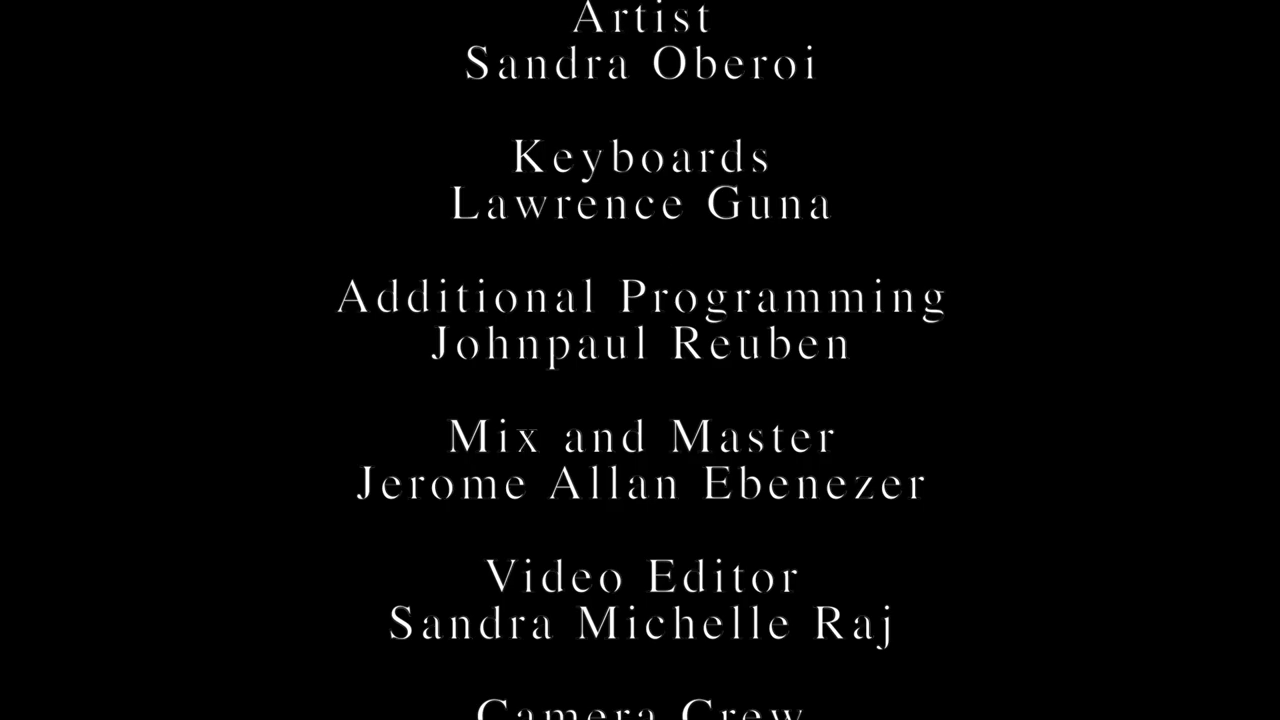 Artist
Sandra Oberoi
Keyboards
Lawrence Guna
Additional Programming
Johnpaul Reuben
Mix and Master
Jerome Allan Ebenezer
Video Editor
Sandra Michelle Raj
Camera Crew